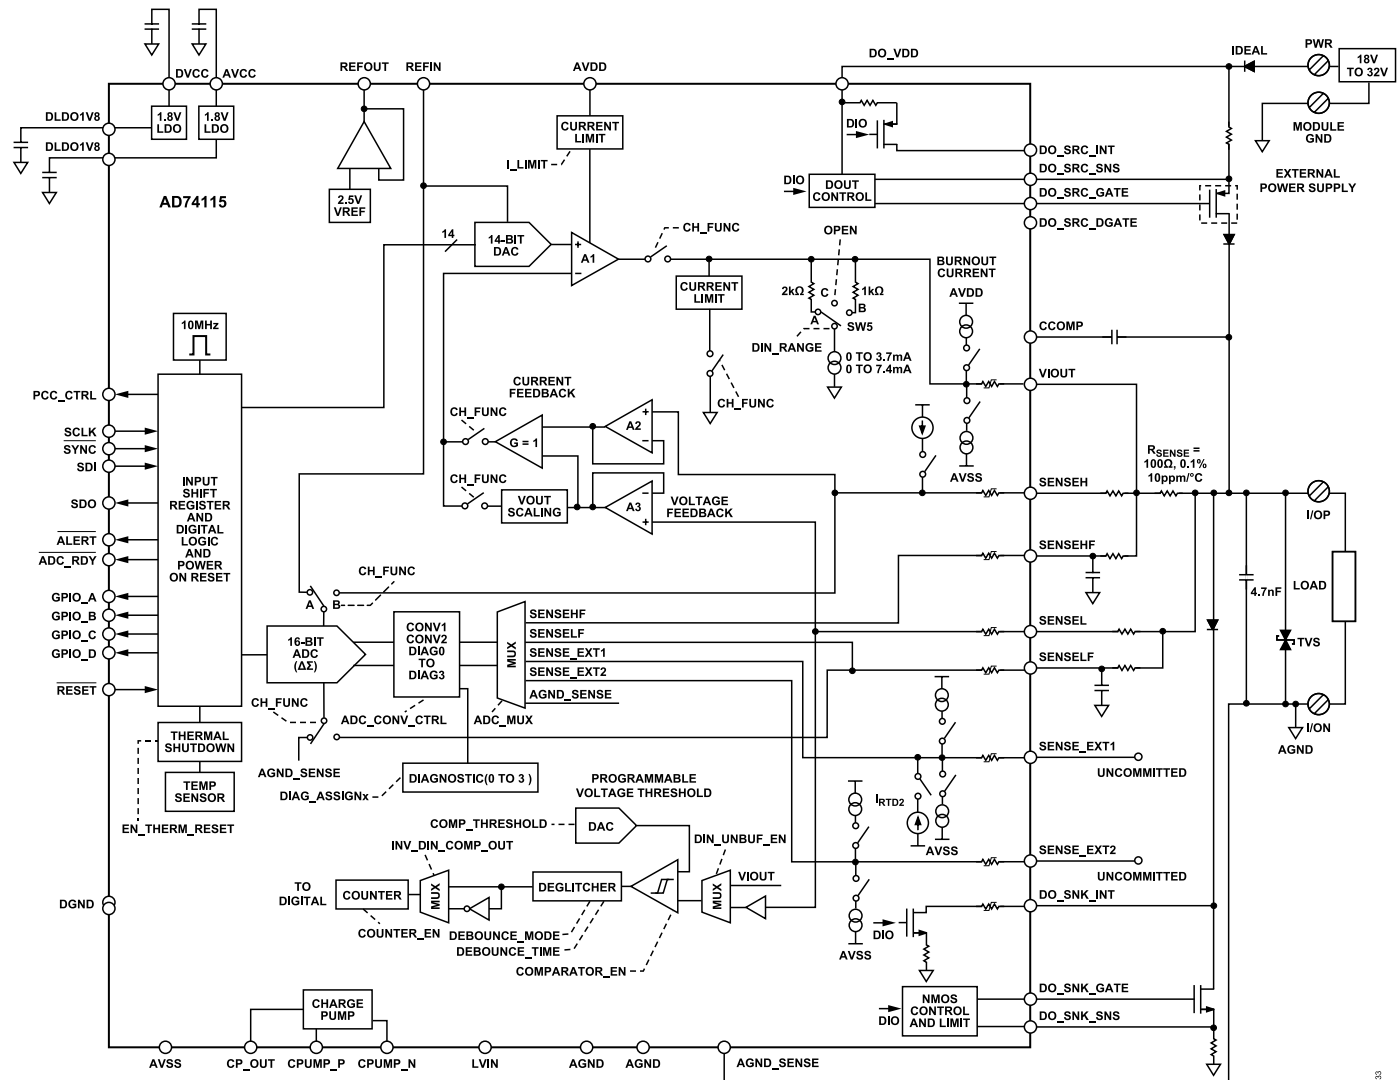 DVCC
AVCC
REFOUT
REFIN
AVDD
DO_VDD
IDEAL
PWR
18V
TO 32V
MODULE
GND
EXTERNAL
POWER SUPPLY
DLDO1V8
DLDO1V8
1.8V
LDO
1.8V
LDO
AD74115
2.5V
VREF
CURRENT
LIMIT
I_LIMIT
DIO
DIO
DOUT
CONTROL
DO_SRC_INT
DO_SRC_SNS
DO_SRC_GATE
DO_SRC_DGATE
14
14-BIT
DAC
+
A1
–
CH_FUNC
CURRENT
LIMIT
CH_FUNC
OPEN
2kΩ
C
1kΩ
A
B
SW5
DIN_RANGE
0 TO 3.7mA
0 TO 7.4mA
BURNOUT
CURRENT
AVDD
AVSS
CCOMP
VIOUT
10MHz
PCC_CTRL
SCLK
SYNC
SDI
SDO
ALERT
ADC_RDY
GPIO_A
GPIO_B
GPIO_C
GPIO_D
RESET
INPUT
SHIFT
REGISTER
AND
DIGITAL
LOGIC
AND
POWER
ON RESET
CURRENT
FEEDBACK
CH_FUNC
G = 1
A2
+
–
CH_FUNC
VOUT
SCALING
A3
–
+
VOLTAGE
FEEDBACK
RSENSE =
100Ω, 0.1%
10ppm/°C
SENSEH
SENSEHF
SENSEL
SENSELF
I/OP
LOAD
4.7nF
TVS
I/ON
AGND
A
B
CH_FUNC
16-BIT
ADC
(ΔΣ)
CONV1
CONV2
DIAG0
TO
DIAG3
MUX
SENSEHF
SENSELF
SENSE_EXT1
SENSE_EXT2
AGND_SENSE
CH_FUNC
ADC_CONV_CTRL
ADC_MUX
AGND_SENSE
THERMAL
SHUTDOWN
TEMP
SENSOR
EN_THERM_RESET
DIAGNOSTIC(0 TO 3 )
DIAG_ASSIGNx
PROGRAMMABLE
VOLTAGE THRESHOLD
COMP_THRESHOLD
DAC
INV_DIN_COMP_OUT
DIN_UNBUF_EN
TO
DIGITAL
COUNTER
MUX
DEGLITCHER
MUX
VIOUT
COUNTER_EN
DEBOUNCE_MODE
DEBOUNCE_TIME
COMPARATOR_EN
IRTD2
AVSS
AVSS
SENSE_EXT1
UNCOMMITTED
SENSE_EXT2
UNCOMMITTED
DIO
DO_SNK_INT
DIO
NMOS
CONTROL
AND LIMIT
DO_SNK_GATE
DO_SNK_SNS
DGND
CHARGE
PUMP
AVSS
CP_OUT
CPUMP_P
CPUMP_N
LVIN
AGND
AGND
AGND_SENSE
33